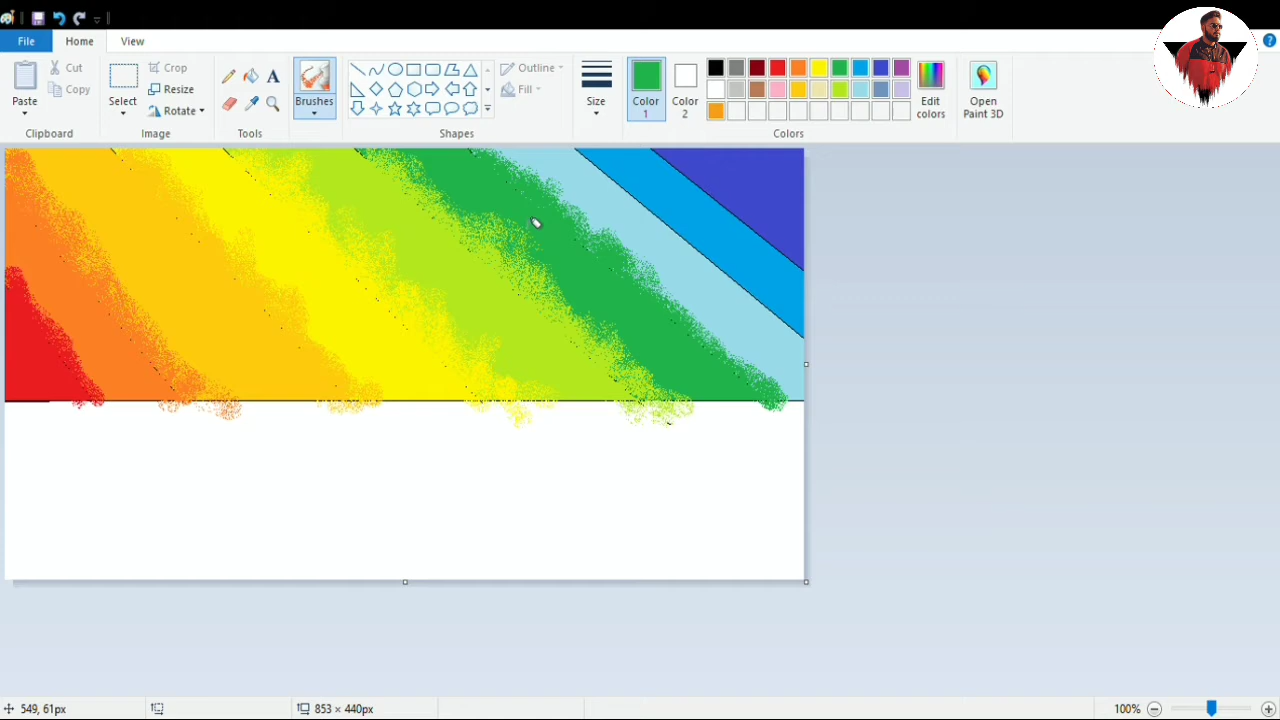 File Home View
Paste
Cut
Copy
Clipboard
Select
Crop
Resize
Rotate
Image
A
Tools
Brushes
Outline
Fill
Shapes
Size
Color 1
Color 2
Edit colors
Colors
Open Paint 3D
?
549, 61px
853 × 440px
100%